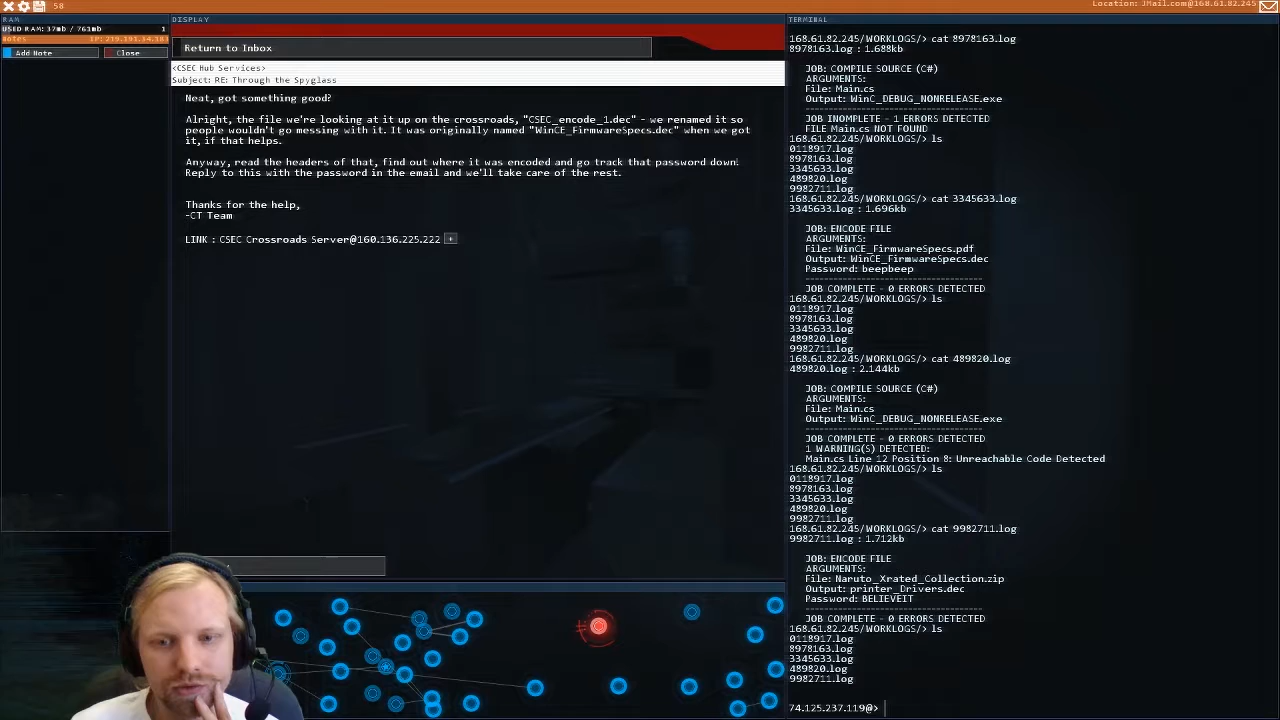 58
Location: JMail.com@168.61.82.245
RAM
USED RAM: 37mb / 761mb 1
notes
Add Note
Close
DISPLAY
Return to Inbox
<CSEC Hub Services>
Subject: RE: Through the Spyglass
Neat, got something good?
Alright, the file we're looking at it up on the crossroads, "CSEC_encode_1.dec" - we renamed it so
people wouldn't go messing with it. It was originally named "WinCE_FirmwareSpecs.dec" when we got
it, if that helps.
Anyway, read the headers of that, find out where it was encoded and go track that password down!
Reply to this with the password in the email and we'll take care of the rest.
Thanks for the help,
-CT Team
LINK : CSEC Crossroads Server@160.136.225.222 +
TERMINAL
168.61.82.245/WORKLOGS/> cat 8978163.log
8978163.log : 1.688kb
JOB: COMPILE SOURCE (C#)
ARGUMENTS:
File: Main.cs
Output: WinC_DEBUG_NONRELEASE.exe
------------------------------------
JOB INOMPLETE - 1 ERRORS DETECTED
FILE Main.cs NOT FOUND
168.61.82.245/WORKLOGS/> ls
0118917.log
8978163.log
3345633.log
489820.log
9982711.log
168.61.82.245/WORKLOGS/> cat 3345633.log
3345633.log : 1.696kb
JOB: ENCODE FILE
ARGUMENTS:
File: WinCE_FirmwareSpecs.pdf
Output: WinCE_FirmwareSpecs.dec
Password: beepbeep
------------------------------------
JOB COMPLETE - 0 ERRORS DETECTED
168.61.82.245/WORKLOGS/> ls
0118917.log
8978163.log
3345633.log
489820.log
9982711.log
168.61.82.245/WORKLOGS/> cat 489820.log
489820.log : 2.144kb
JOB: COMPILE SOURCE (C#)
ARGUMENTS:
File: Main.cs
Output: WinC_DEBUG_NONRELEASE.exe
------------------------------------
JOB COMPLETE - 0 ERRORS DETECTED
1 WARNING(S) DETECTED:
Main.cs Line 12 Position 8: Unreachable Code Detected
168.61.82.245/WORKLOGS/> ls
0118917.log
8978163.log
3345633.log
489820.log
9982711.log
168.61.82.245/WORKLOGS/> cat 9982711.log
9982711.log : 1.712kb
JOB: ENCODE FILE
ARGUMENTS:
File: Naruto_Xrated_Collection.zip
Output: printer_Drivers.dec
Password: BELIEVEIT
------------------------------------
JOB COMPLETE - 0 ERRORS DETECTED
168.61.82.245/WORKLOGS/> ls
0118917.log
8978163.log
3345633.log
489820.log
9982711.log
74.125.237.119@>